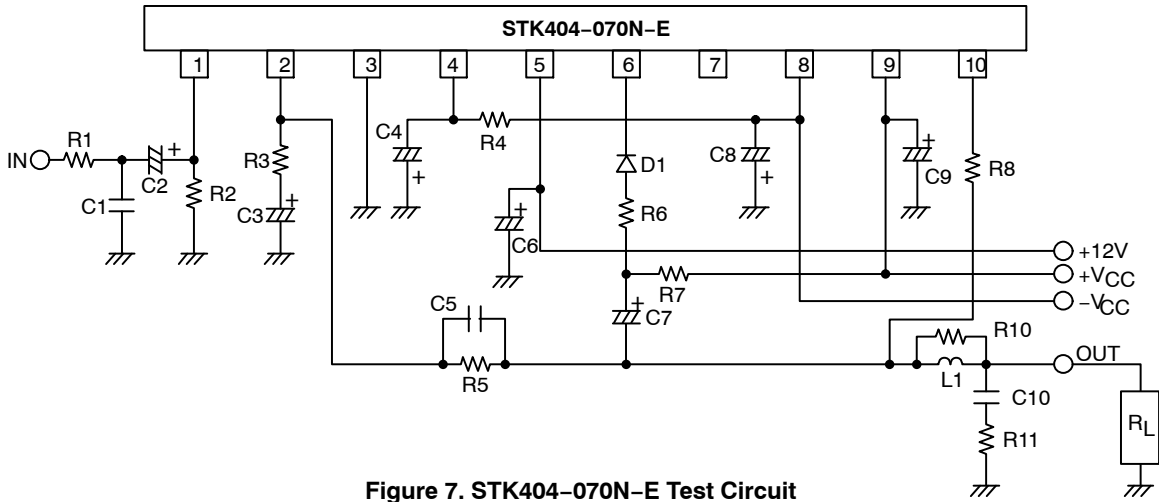 STK404−070N−E
1 2 3 4 5 6 7 8 9 10
IN
R1
C1
C2
+
R2
R3
C3
+
C4
+
R4
C6
+
D1
R6
C8
+
C9
+
R8
+12V
+VCC
−VCC
R7
C7
+
C5
R5
R10
L1
OUT
C10
R11
RL
Figure 7. STK404−070N−E Test Circuit